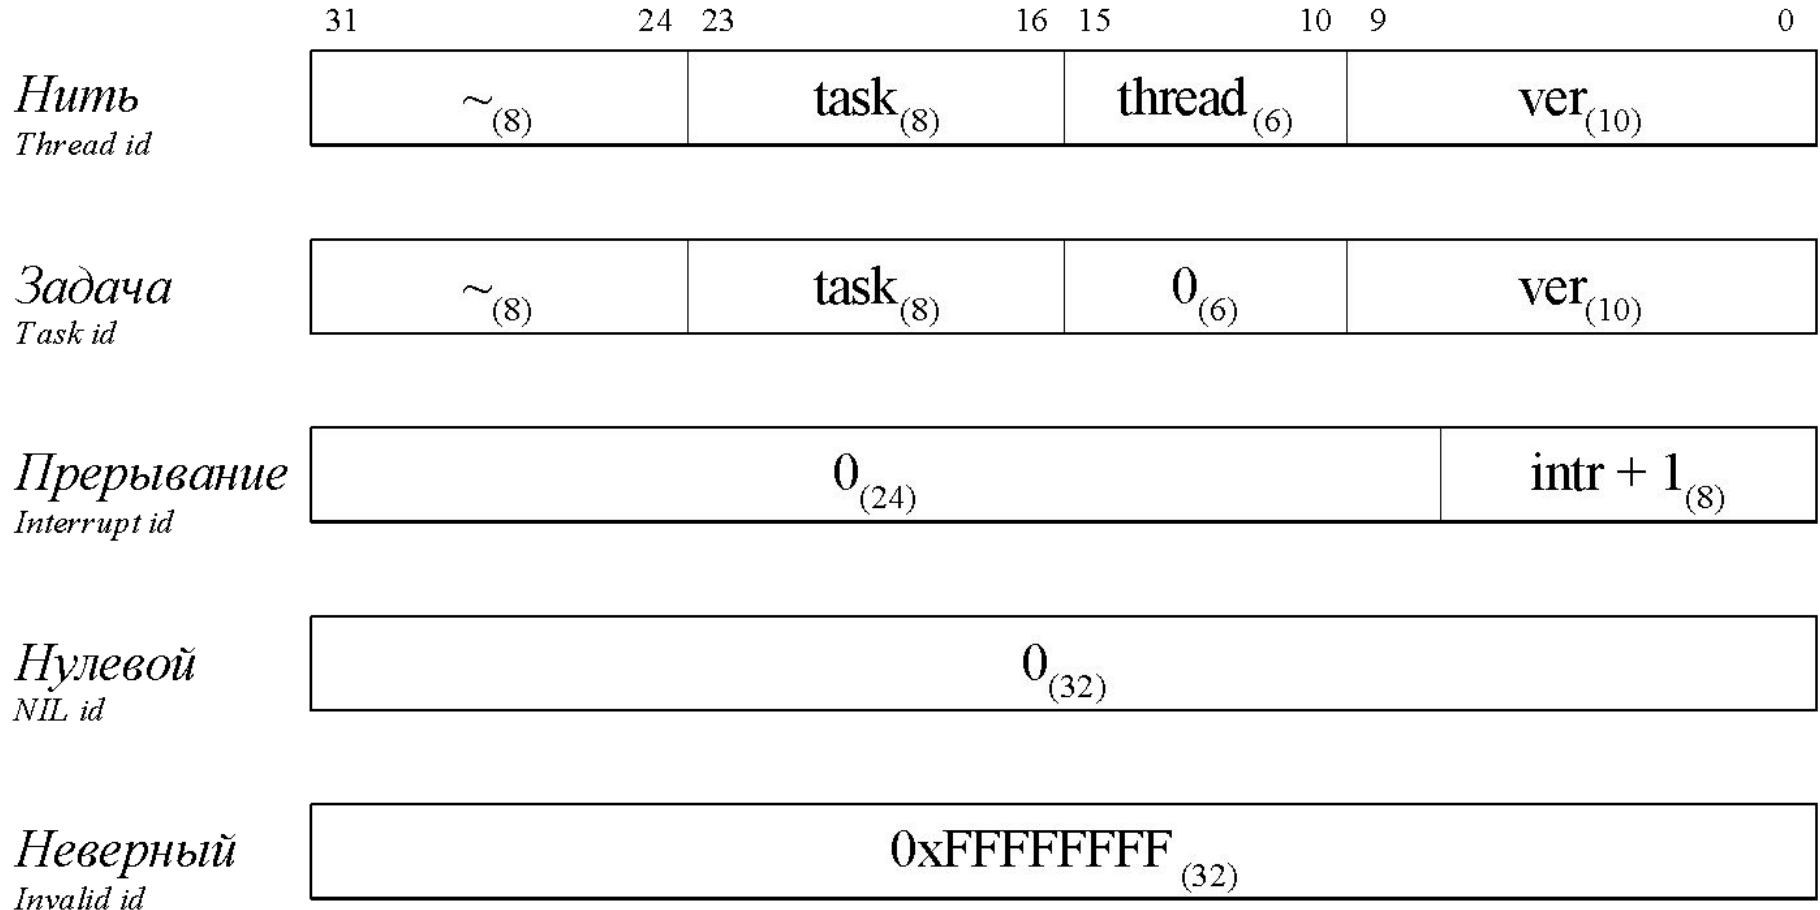 31 24 23 16 15 10 9 0
Нить ~(8) task(8) thread(6) ver(10)
Thread id
Задача ~(8) task(8) 0(6) ver(10)
Task id
Прерывание 0(24) intr + 1(8)
Interrupt id
Нулевой 0(32)
NIL id
Неверный 0xFFFFFFFF(32)
Invalid id